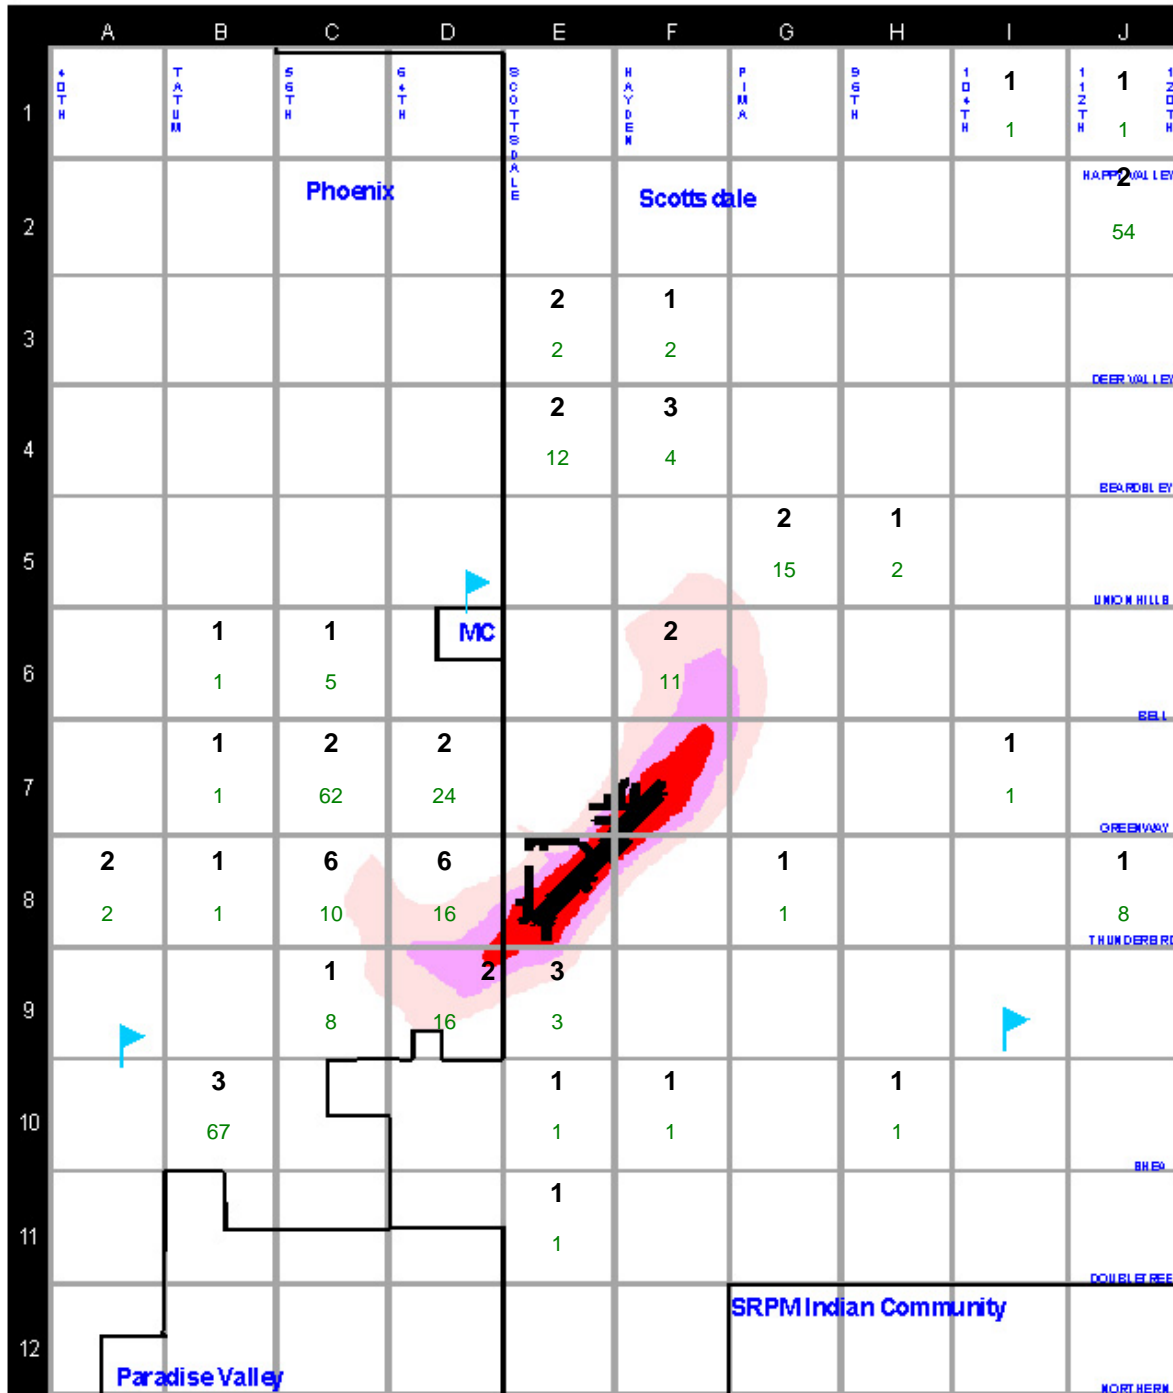 A B C D E F G H I J
40TH TATUM 56TH 64TH SCOTTSDALE HAYDEN PIMA 96TH 104TH 112TH 120TH
1 1 1
1 1
HAPPY VALLEY 2
Phoenix Scottsdale
2 54
2 1
3 2 2
DEER VALLEY
2 3
4 12 4
BEARDSLEY
2 1
5 15 2
UNION HILLS
1 1 MC 2
6 1 5 11
BELL
1 2 2 1
7 1 62 24 1
GREENWAY
2 1 6 6 1 1
8 2 1 10 16 1 8
THUNDERBIRD
1 2 3
9 8 16 3
3 1 1 1
10 67 1 1 1
SHEA
1
11 1
DOUBLETREE
SRPM Indian Community
12
Paradise Valley
NORTHERN